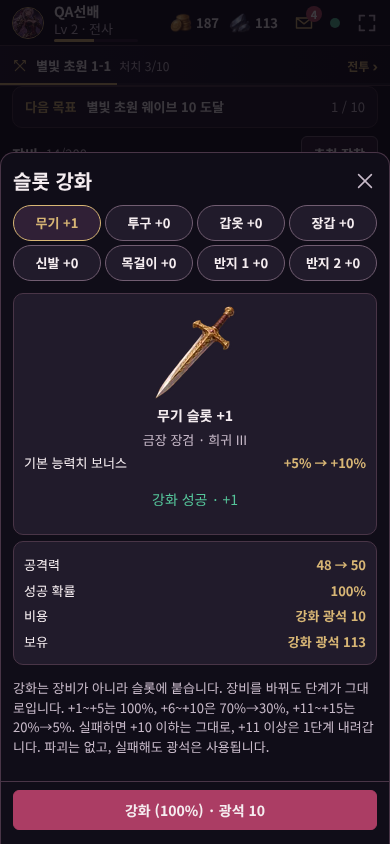 QA선배
Lv 2 · 전사
187
113
4
별빛 초원 1-1 처치 3/10
전투 ›
다음 목표 별빛 초원 웨이브 10 도달
1 / 10
슬롯 강화
무기 +1
투구 +0
갑옷 +0
장갑 +0
신발 +0
목걸이 +0
반지 1 +0
반지 2 +0
무기 슬롯 +1
금장 장검 · 희귀 III
기본 능력치 보너스
+5% → +10%
강화 성공 · +1
공격력
48 → 50
성공 확률
100%
비용
강화 광석 10
보유
강화 광석 113
강화는 장비가 아니라 슬롯에 붙습니다. 장비를 바꿔도 단계가 그대
로입니다. +1~+5는 100%, +6~+10은 70%→30%, +11~+15는
20%→5%. 실패하면 +10 이하는 그대로, +11 이상은 1단계 내려갑
니다. 파괴는 없고, 실패해도 광석은 사용됩니다.
강화 (100%) · 광석 10